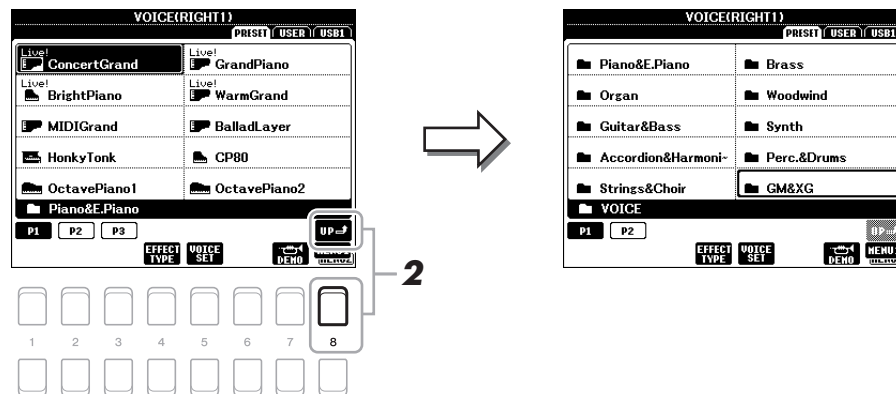 VOICE(RIGHT1)
PRESET USER USB1
Live! ConcertGrand
Live! GrandPiano
Live! BrightPiano
Live! WarmGrand
MIDIGrand
BalladLayer
HonkyTonk
CP80
OctavePiano1
OctavePiano2
Piano&E.Piano
P1 P2 P3 UP
EFFECT TYPE
VOICE SET
DEMO
MENU2
2
1 2 3 4 5 6 7 8
VOICE(RIGHT1)
PRESET USER USB1
Piano&E.Piano
Brass
Organ
Woodwind
Guitar&Bass
Synth
Accordion&Harmoni~
Perc.&Drums
Strings&Choir
GM&XG
VOICE
P1 P2 UP
EFFECT TYPE
VOICE SET
DEMO